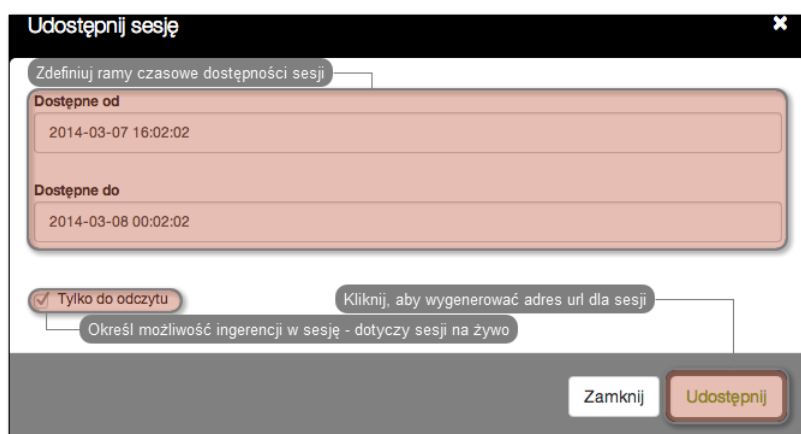 Udostępnij sesję
Zdefiniuj ramy czasowe dostępności sesji
Dostępne od
2014-03-07 16:02:02
Dostępne do
2014-03-08 00:02:02
Tylko do odczytu
Kliknij, aby wygenerować adres url dla sesji
Określ możliwość ingerencji w sesję - dotyczy sesji na żywo
Zamknij
Udostępnij